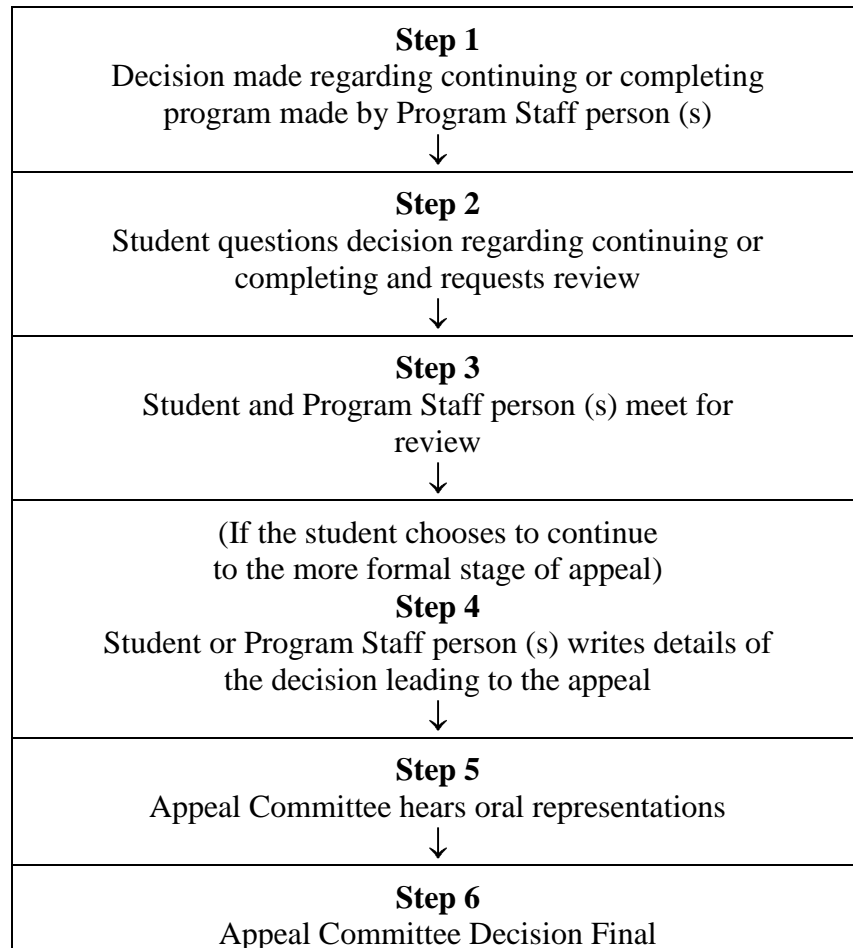 Step 1
Decision made regarding continuing or completing
program made by Program Staff person (s)
↓
Step 2
Student questions decision regarding continuing or
completing and requests review
↓
Step 3
Student and Program Staff person (s) meet for
review
↓
(If the student chooses to continue
to the more formal stage of appeal)
Step 4
Student or Program Staff person (s) writes details of
the decision leading to the appeal
↓
Step 5
Appeal Committee hears oral representations
↓
Step 6
Appeal Committee Decision Final